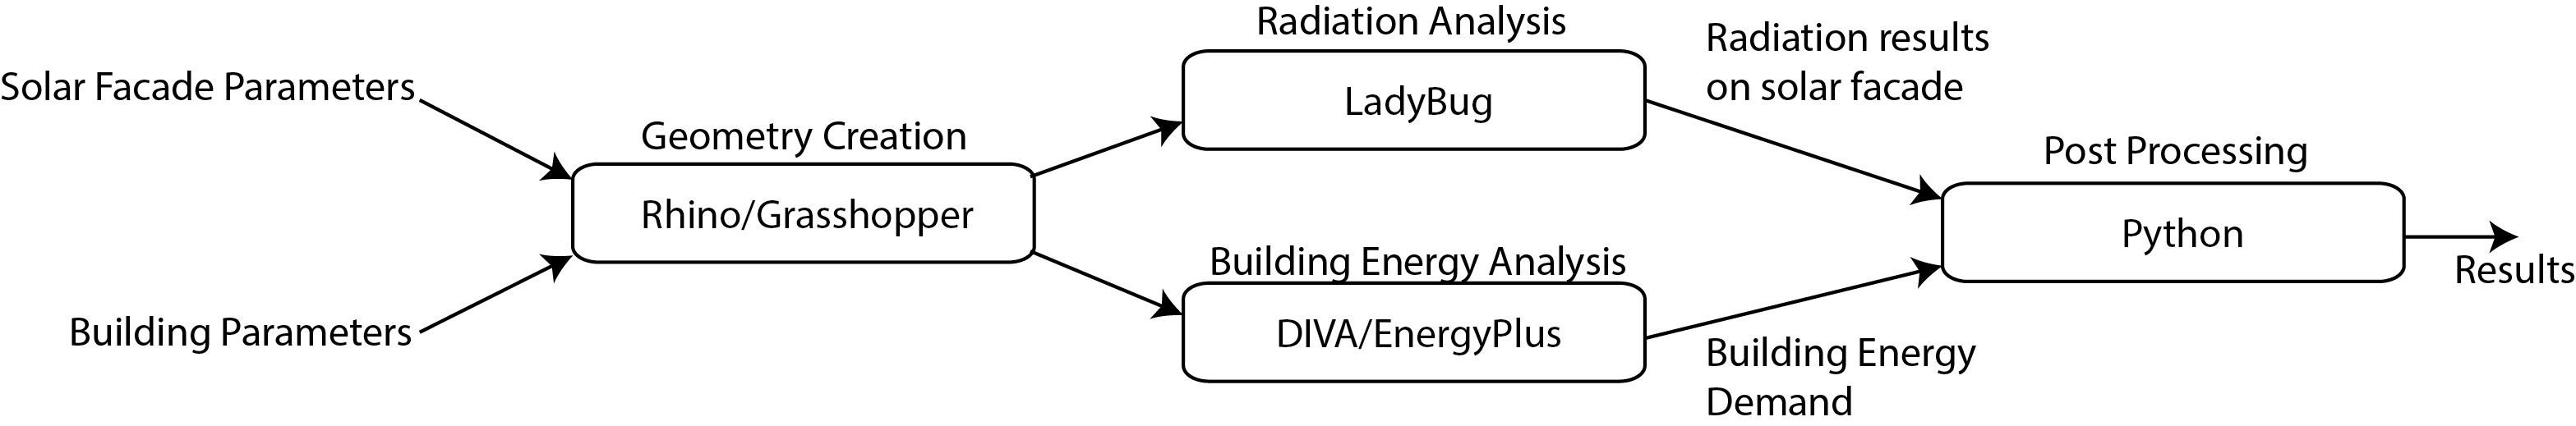 Solar Facade Parameters
Building Parameters
Geometry Creation
Rhino/Grasshopper
Radiation Analysis
LadyBug
Building Energy Analysis
DIVA/EnergyPlus
Radiation results
on solar facade
Building Energy
Demand
Post Processing
Python
Results